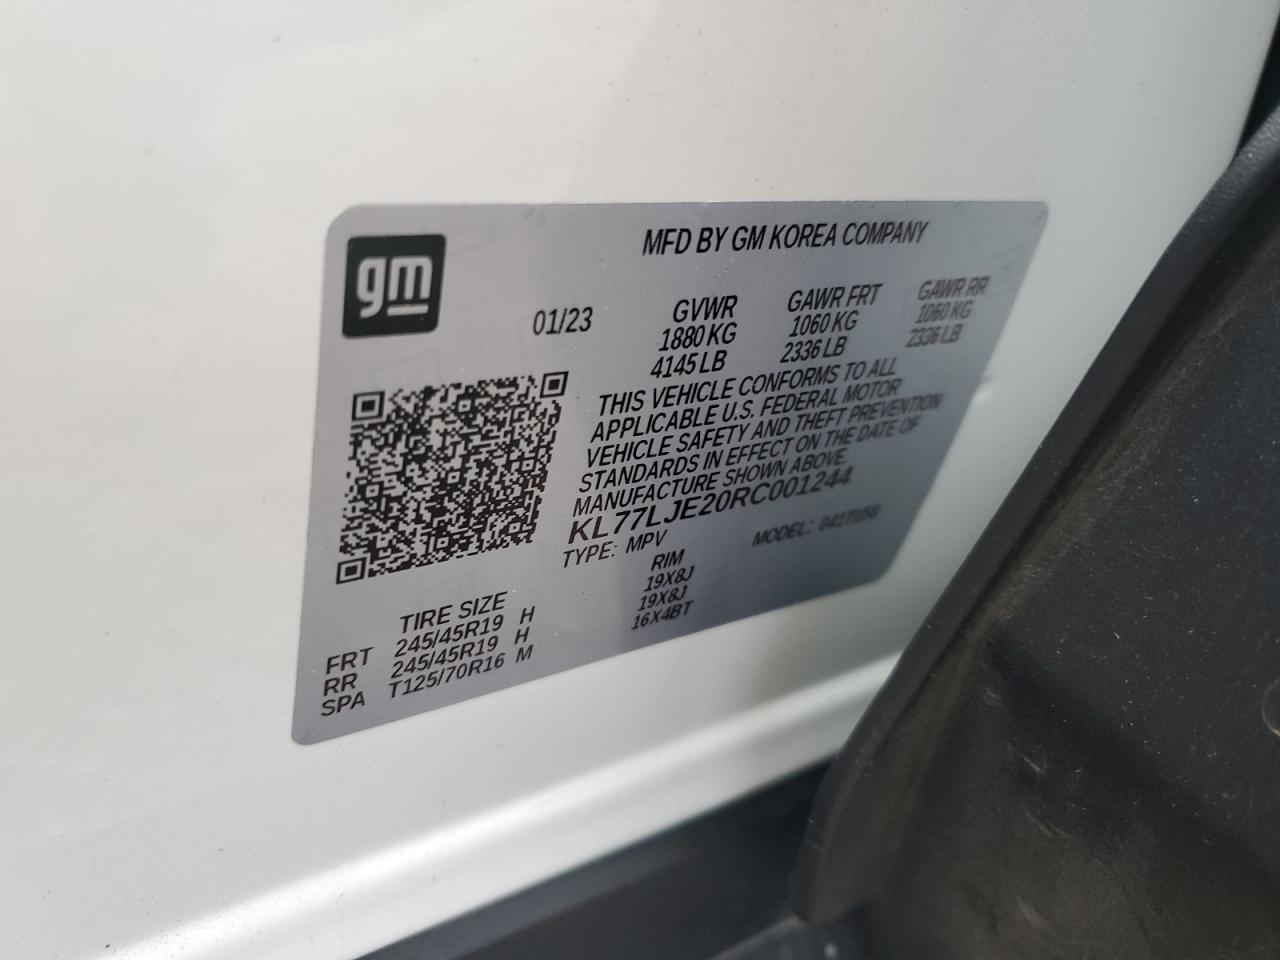 gm
MFD BY GM KOREA COMPANY
01/23 GVWR GAWR FRT GAWR RR
1880 KG 1060 KG 1060 KG
4145 LB 2336 LB 2336 LB
THIS VEHICLE CONFORMS TO ALL
APPLICABLE U.S. FEDERAL MOTOR
VEHICLE SAFETY AND THEFT PREVENTION
STANDARDS IN EFFECT ON THE DATE OF
MANUFACTURE SHOWN ABOVE.
KL77LJE20RC001244
TYPE: MPV MODEL:
TIRE SIZE RIM
FRT 245/45R19 H 19X8J
RR 245/45R19 H 19X8J
SPA T125/70R16 M 16X4BT